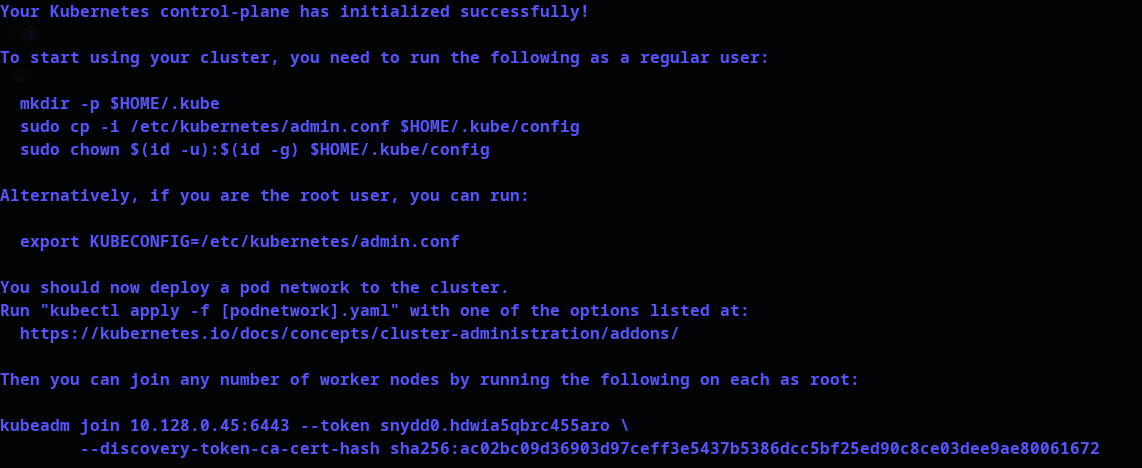 Your Kubernetes control-plane has initialized successfully!
To start using your cluster, you need to run the following as a regular user:
mkdir -p $HOME/.kube
sudo cp -i /etc/kubernetes/admin.conf $HOME/.kube/config
sudo chown $(id -u):$(id -g) $HOME/.kube/config
Alternatively, if you are the root user, you can run:
export KUBECONFIG=/etc/kubernetes/admin.conf
You should now deploy a pod network to the cluster.
Run "kubectl apply -f [podnetwork].yaml" with one of the options listed at:
https://kubernetes.io/docs/concepts/cluster-administration/addons/
Then you can join any number of worker nodes by running the following on each as root:
kubeadm join 10.128.0.45:6443 --token snydd0.hdwia5qbrc455aro \
--discovery-token-ca-cert-hash sha256:ac02bc09d36903d97ceff3e5437b5386dcc5bf25ed90c8ce03dee9ae80061672